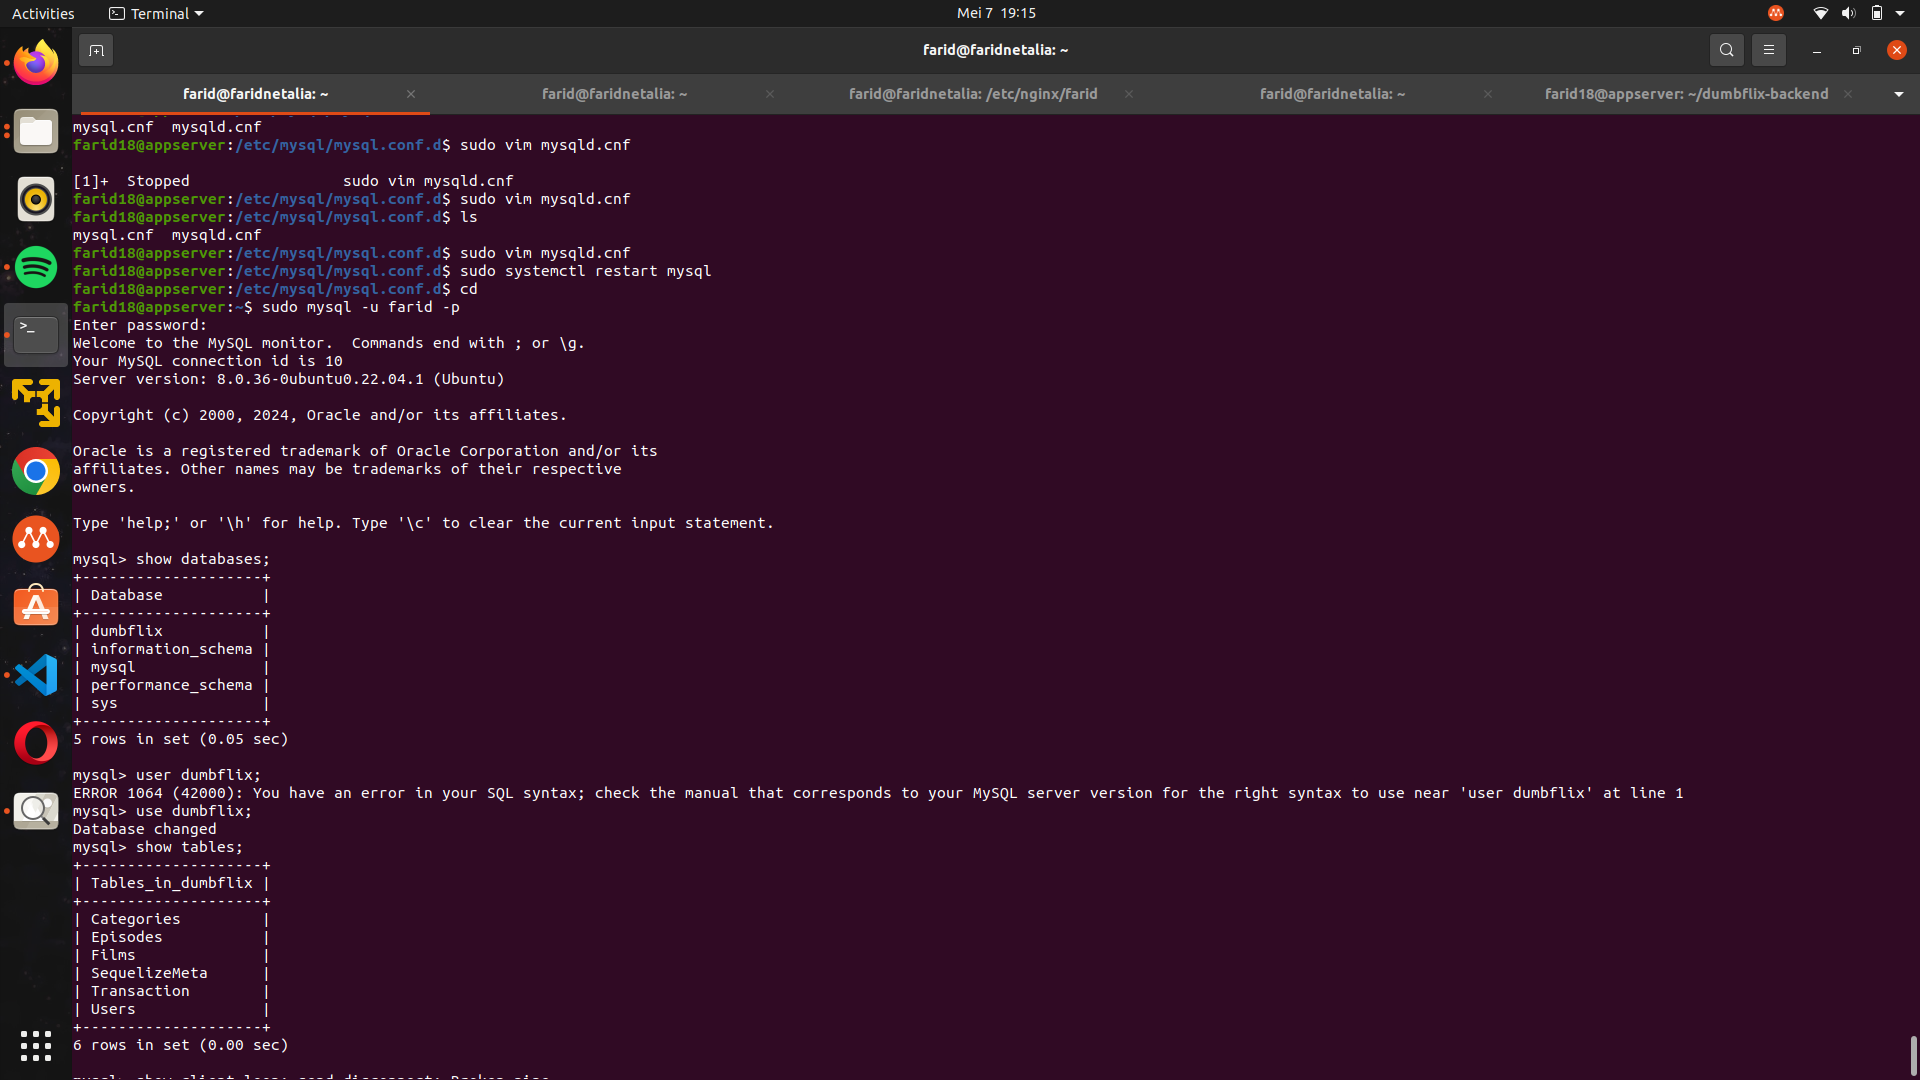 Activities
Terminal
Mei 7  19:15
farid@faridnetalia: ~
farid@faridnetalia: ~
farid@faridnetalia: ~
farid@faridnetalia: /etc/nginx/farid
farid@faridnetalia: ~
farid18@appserver: ~/dumbflix-backend
mysql.cnf  mysqld.cnf
farid18@appserver:/etc/mysql/mysql.conf.d$ sudo vim mysqld.cnf
[1]+  Stopped                 sudo vim mysqld.cnf
farid18@appserver:/etc/mysql/mysql.conf.d$ sudo vim mysqld.cnf
farid18@appserver:/etc/mysql/mysql.conf.d$ ls
mysql.cnf  mysqld.cnf
farid18@appserver:/etc/mysql/mysql.conf.d$ sudo vim mysqld.cnf
farid18@appserver:/etc/mysql/mysql.conf.d$ sudo systemctl restart mysql
farid18@appserver:/etc/mysql/mysql.conf.d$ cd
farid18@appserver:~$ sudo mysql -u farid -p
Enter password:
Welcome to the MySQL monitor.  Commands end with ; or \g.
Your MySQL connection id is 10
Server version: 8.0.36-0ubuntu0.22.04.1 (Ubuntu)
Copyright (c) 2000, 2024, Oracle and/or its affiliates.
Oracle is a registered trademark of Oracle Corporation and/or its
affiliates. Other names may be trademarks of their respective
owners.
Type 'help;' or '\h' for help. Type '\c' to clear the current input statement.
mysql> show databases;
+--------------------+
| Database           |
+--------------------+
| dumbflix           |
| information_schema |
| mysql              |
| performance_schema |
| sys                |
+--------------------+
5 rows in set (0.05 sec)
mysql> user dumbflix;
ERROR 1064 (42000): You have an error in your SQL syntax; check the manual that corresponds to your MySQL server version for the right syntax to use near 'user dumbflix' at line 1
mysql> use dumbflix;
Database changed
mysql> show tables;
+--------------------+
| Tables_in_dumbflix |
+--------------------+
| Categories         |
| Episodes           |
| Films              |
| SequelizeMeta      |
| Transaction        |
| Users              |
+--------------------+
6 rows in set (0.00 sec)
mysql> show client_loop: send disconnect: Broken pipe